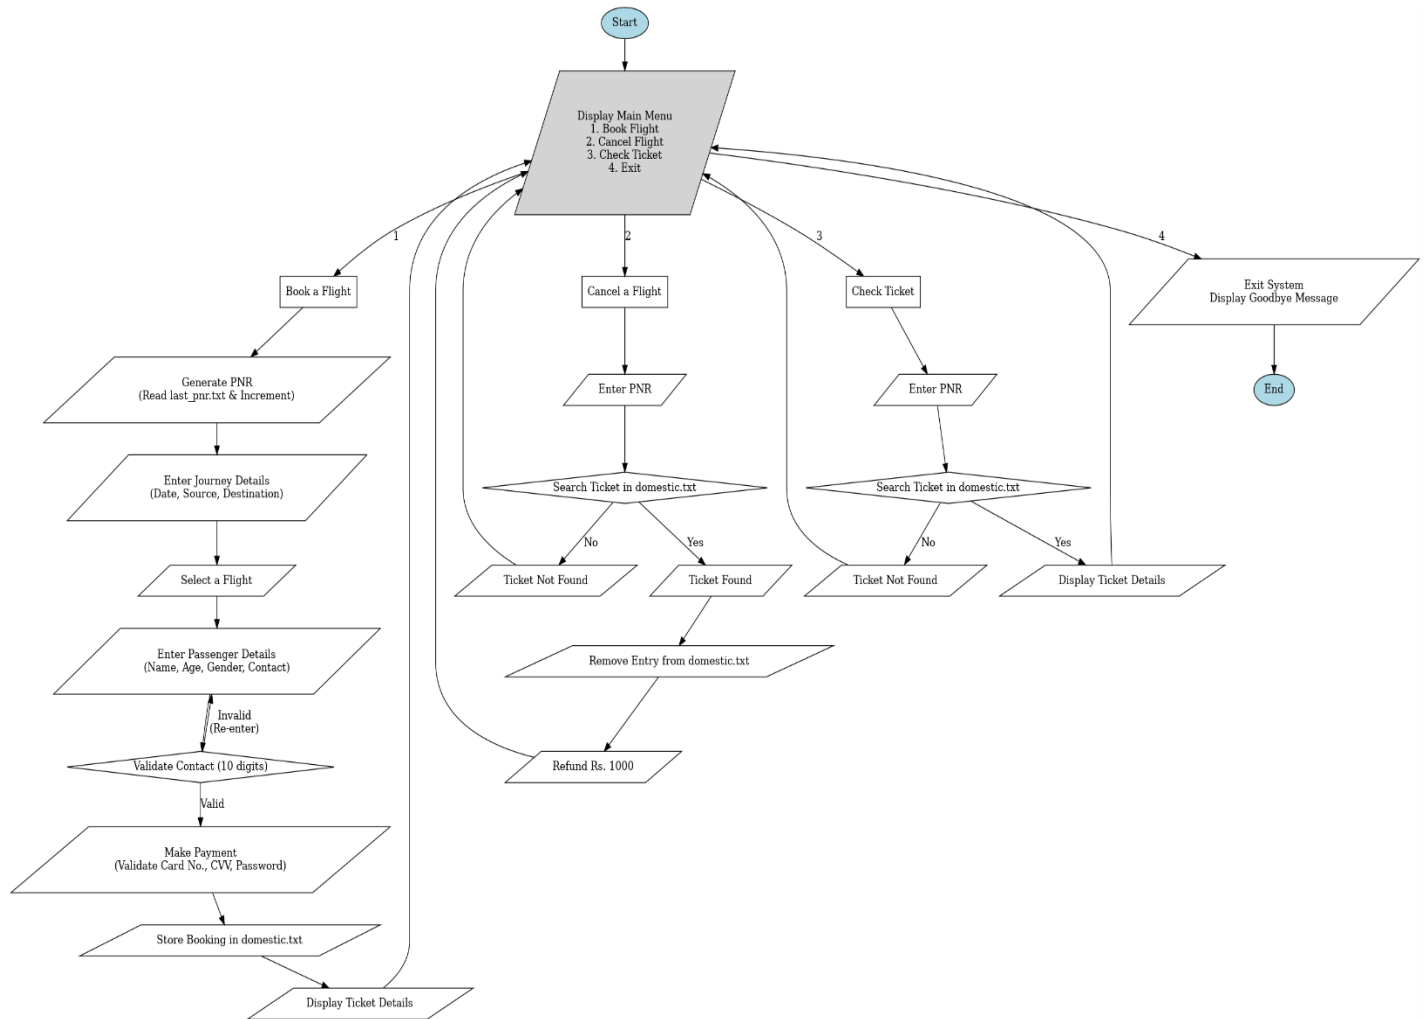 Start
Display Main Menu
1. Book Flight
2. Cancel Flight
3. Check Ticket
4. Exit
1
2
3
4
Book a Flight
Cancel a Flight
Check Ticket
Exit System
Display Goodbye Message
Generate PNR
(Read last_pnr.txt & Increment)
Enter PNR
Enter PNR
End
Enter Journey Details
(Date, Source, Destination)
Search Ticket in domestic.txt
Search Ticket in domestic.txt
No
Yes
No
Yes
Select a Flight
Ticket Not Found
Ticket Found
Ticket Not Found
Display Ticket Details
Enter Passenger Details
(Name, Age, Gender, Contact)
Remove Entry from domestic.txt
Invalid
(Re-enter)
Validate Contact (10 digits)
Refund Rs. 1000
Valid
Make Payment
(Validate Card No., CVV, Password)
Store Booking in domestic.txt
Display Ticket Details